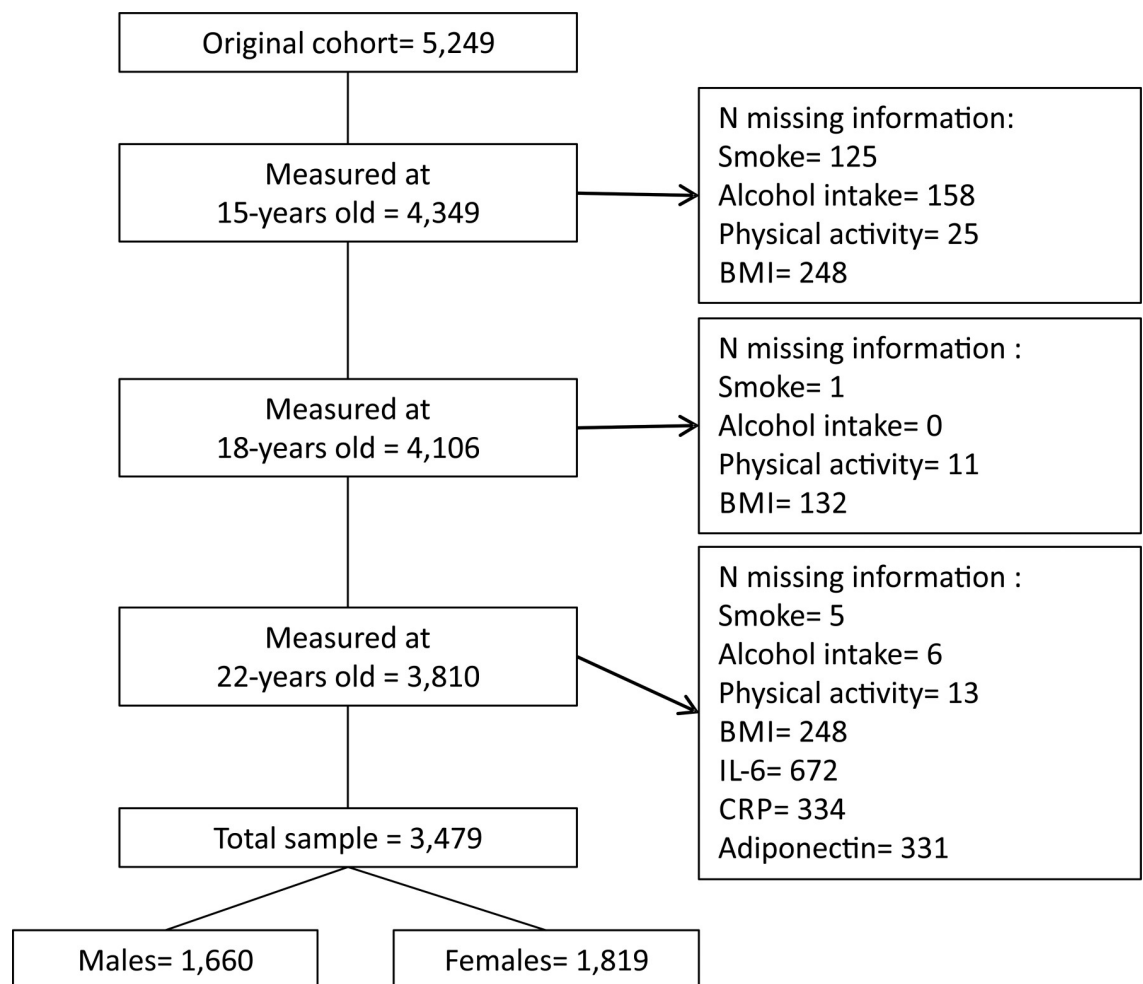 Original cohort= 5,249
Measured at
15-years old = 4,349
N missing information:
Smoke= 125
Alcohol intake= 158
Physical activity= 25
BMI= 248
Measured at
18-years old = 4,106
N missing information :
Smoke= 1
Alcohol intake= 0
Physical activity= 11
BMI= 132
Measured at
22-years old = 3,810
N missing information :
Smoke= 5
Alcohol intake= 6
Physical activity= 13
BMI= 248
IL-6= 672
CRP= 334
Adiponectin= 331
Total sample = 3,479
Males= 1,660
Females= 1,819